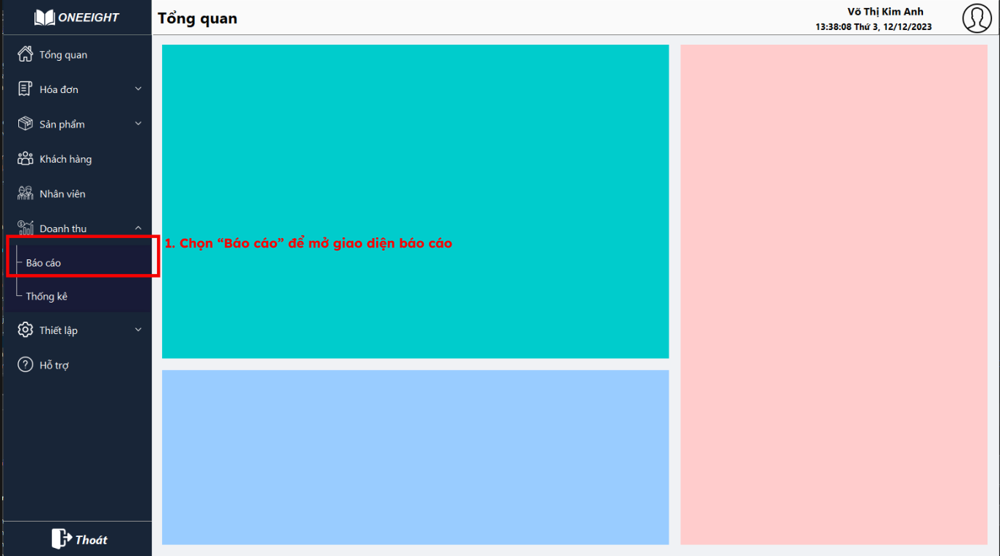 ONEEIGHT
Tổng quan
Võ Thị Kim Anh
13:38:08 Thứ 3, 12/12/2023
Tổng quan
Hóa đơn
Sản phẩm
Khách hàng
Nhân viên
Doanh thu
1. Chọn “Báo cáo” để mở giao diện báo cáo
Báo cáo
Thống kê
Thiết lập
Hỗ trợ
Thoát